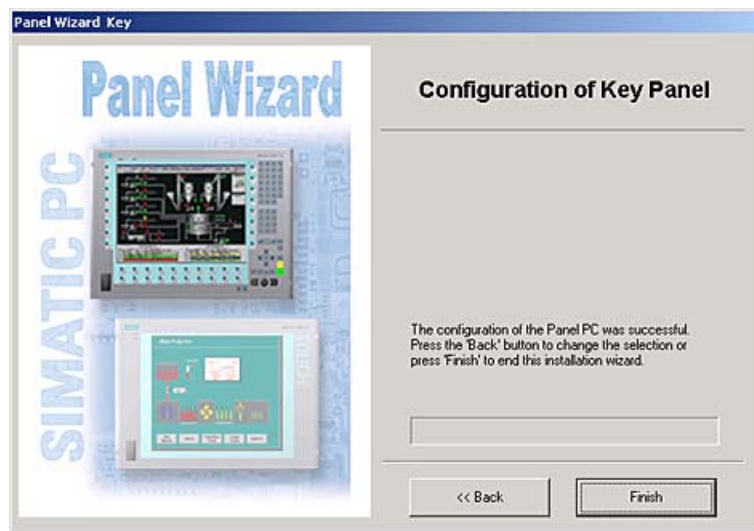 Panel Wizard Key
Panel Wizard
SIMATIC PC
Configuration of Key Panel
The configuration of the Panel PC was successful.
Press the 'Back' button to change the selection or
press 'Finish' to end this installation wizard.
<< Back
Finish